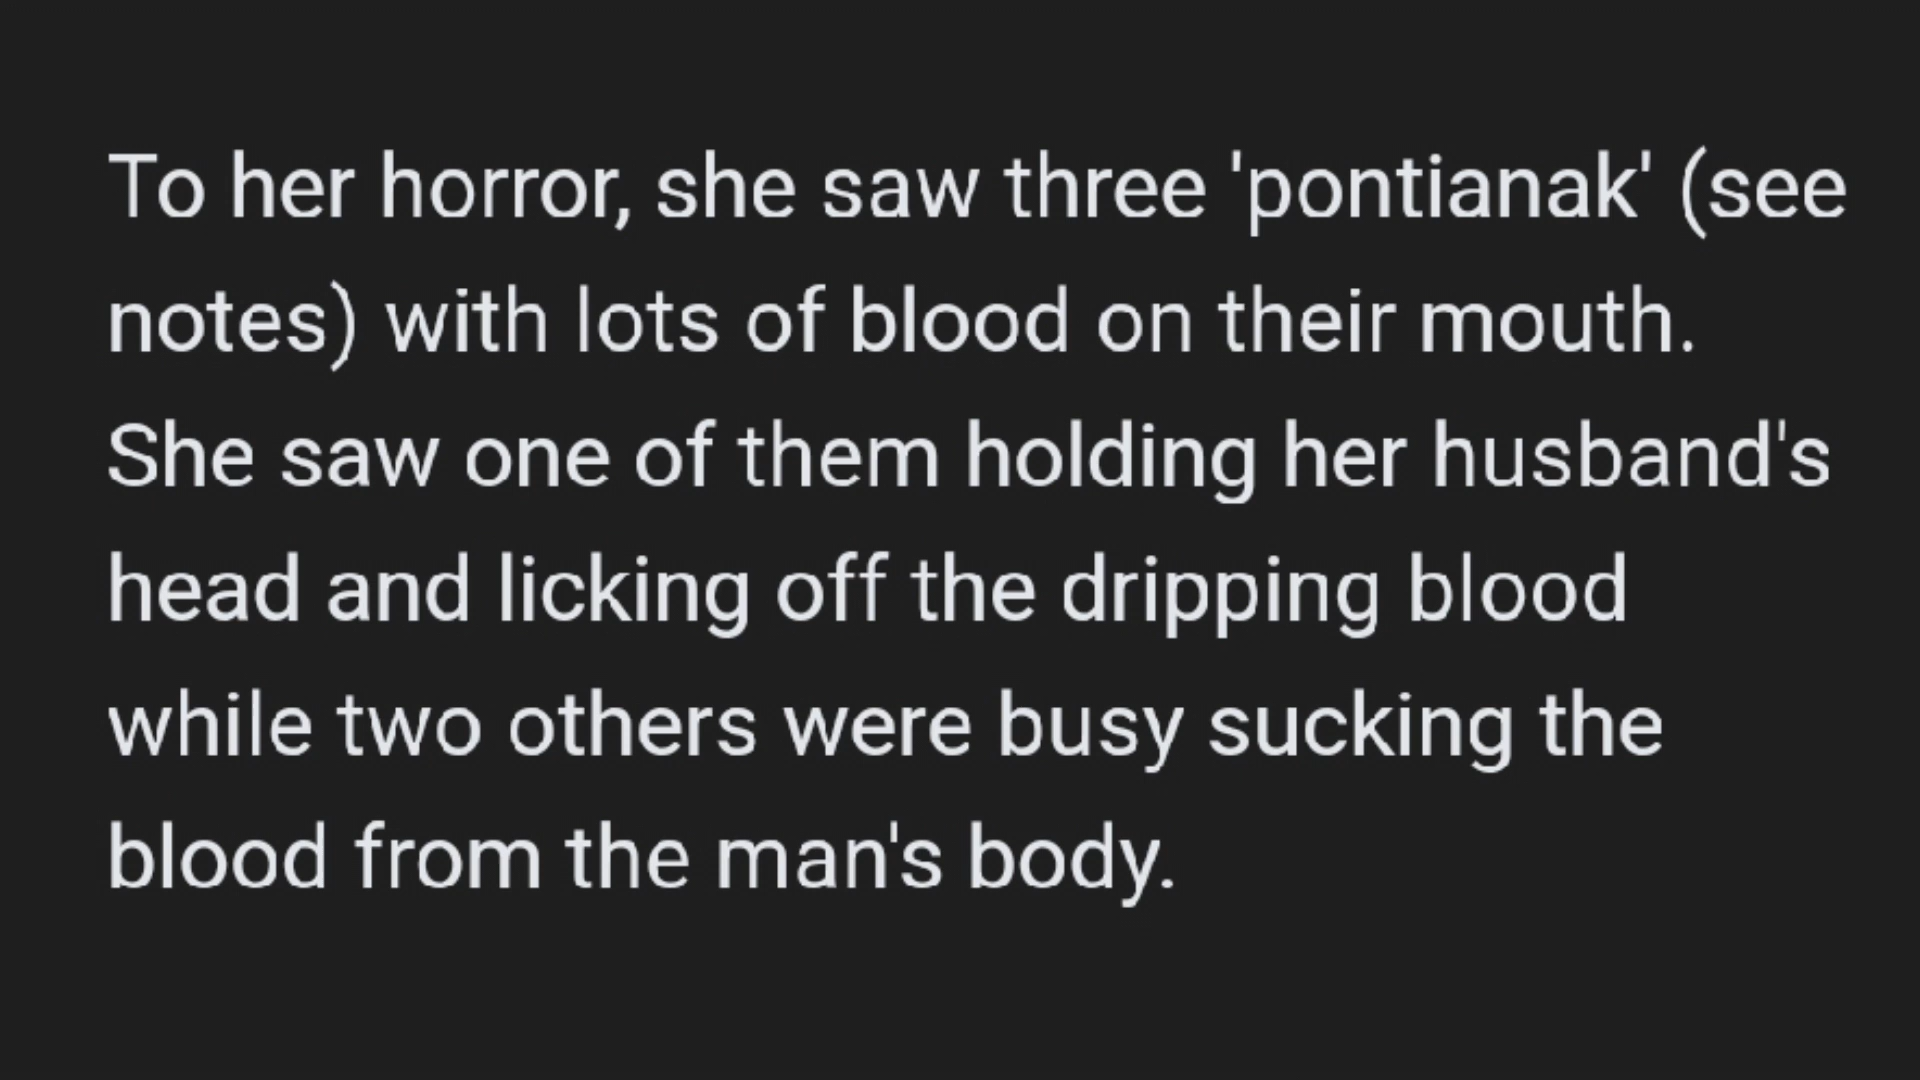 To her horror, she saw three 'pontianak' (see
notes) with lots of blood on their mouth.
She saw one of them holding her husband's
head and licking off the dripping blood
while two others were busy sucking the
blood from the man's body.